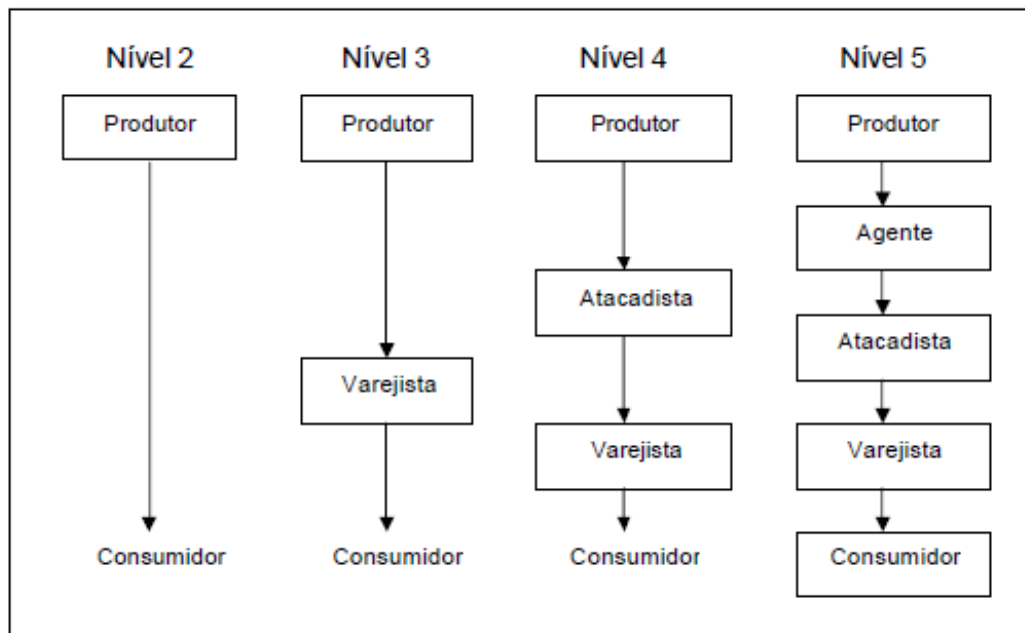 Nível 2
Produtor
Consumidor
Nível 3
Produtor
Varejista
Consumidor
Nível 4
Produtor
Atacadista
Varejista
Consumidor
Nível 5
Produtor
Agente
Atacadista
Varejista
Consumidor